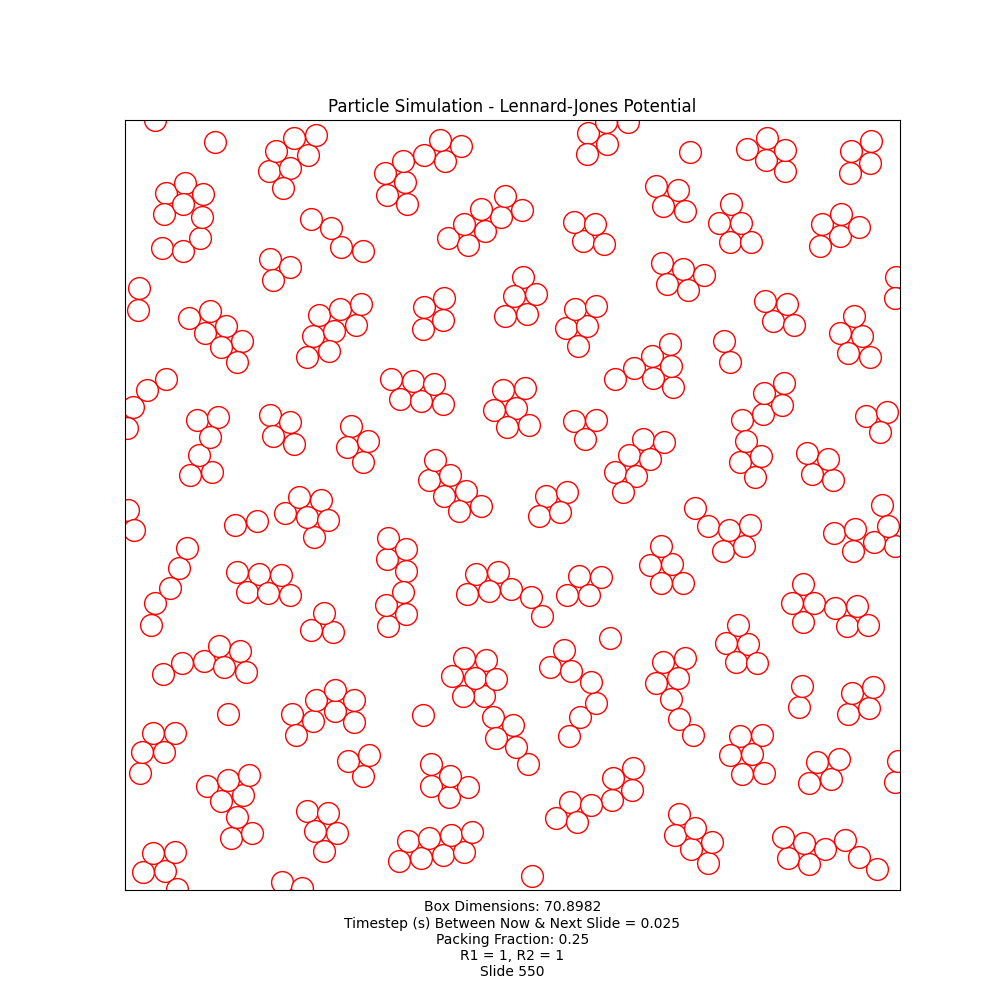 Particle Simulation - Lennard-Jones Potential
Box Dimensions: 70.8982
Timestep (s) Between Now & Next Slide = 0.025
Packing Fraction: 0.25
R1 = 1, R2 = 1
Slide 550